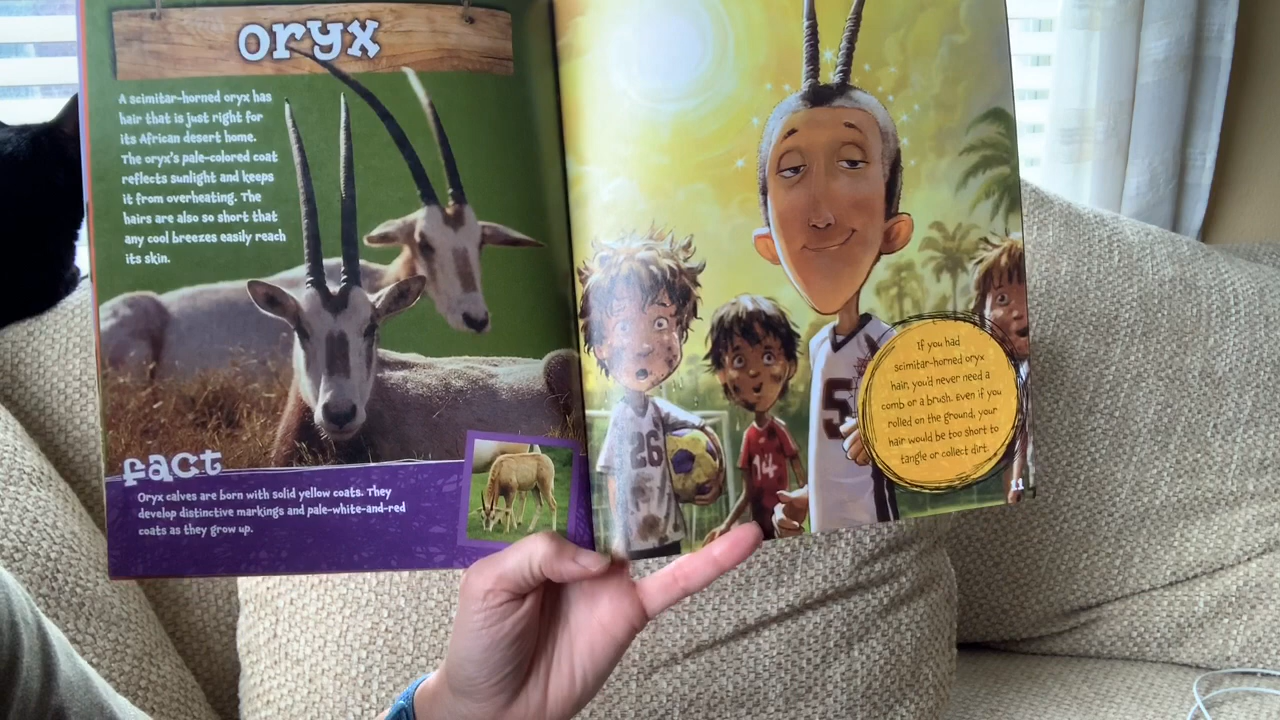 oryx
A scimitar-horned oryx has
hair that is just right for
its African desert home.
The oryx's pale-colored coat
reflects sunlight and keeps
it from overheating. The
hairs are also so short that
any cool breezes easily reach
its skin.
fact
Oryx calves are born with solid yellow coats. They
develop distinctive markings and pale-white-and-red
coats as they grow up.
26
14
5
If you had
scimitar-horned oryx
hair, you'd never need a
comb or a brush. Even if you
rolled on the ground, your
hair would be too short to
tangle or collect dirt.